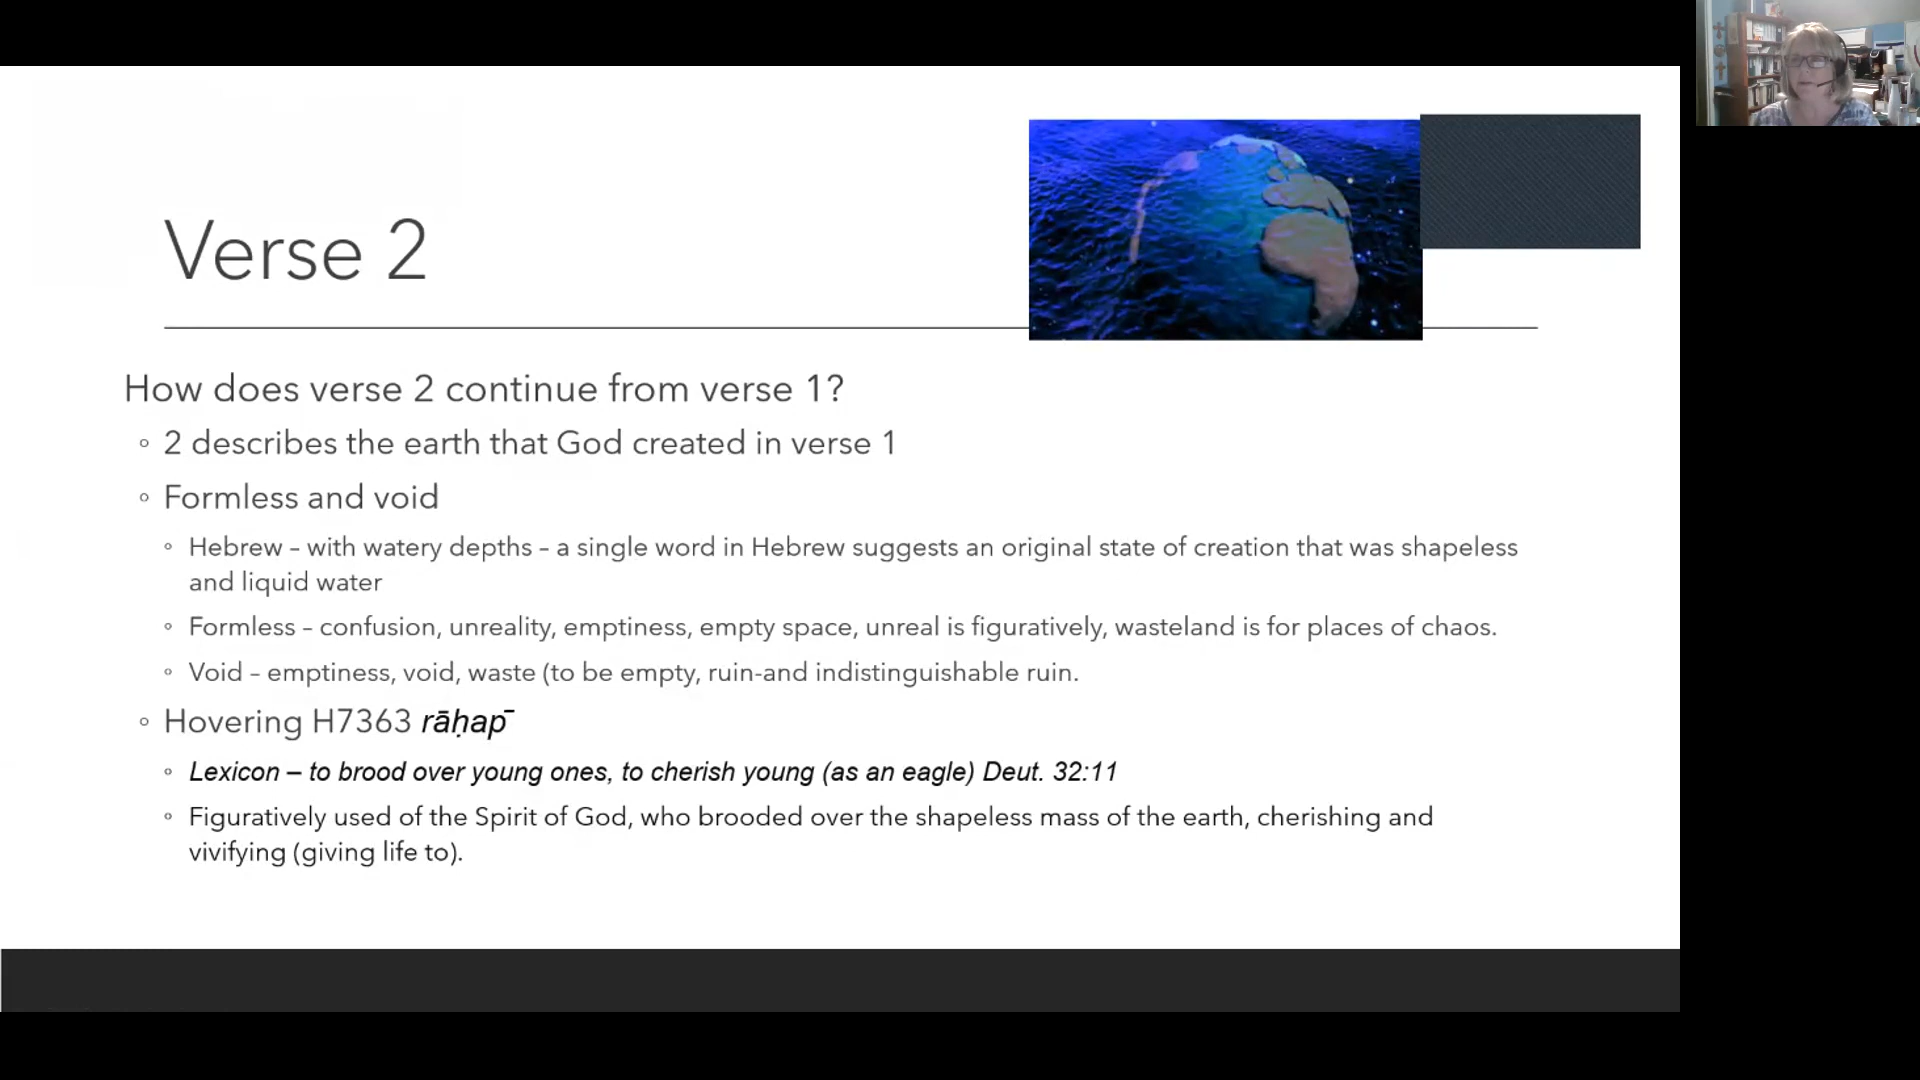 Verse 2
How does verse 2 continue from verse 1?
◦ 2 describes the earth that God created in verse 1
◦ Formless and void
◦ Hebrew – with watery depths – a single word in Hebrew suggests an original state of creation that was shapeless
and liquid water
◦ Formless – confusion, unreality, emptiness, empty space, unreal is figuratively, wasteland is for places of chaos.
◦ Void – emptiness, void, waste (to be empty, ruin-and indistinguishable ruin.
◦ Hovering H7363 rāḥap̄
◦ Lexicon – to brood over young ones, to cherish young (as an eagle) Deut. 32:11
◦ Figuratively used of the Spirit of God, who brooded over the shapeless mass of the earth, cherishing and
vivifying (giving life to).